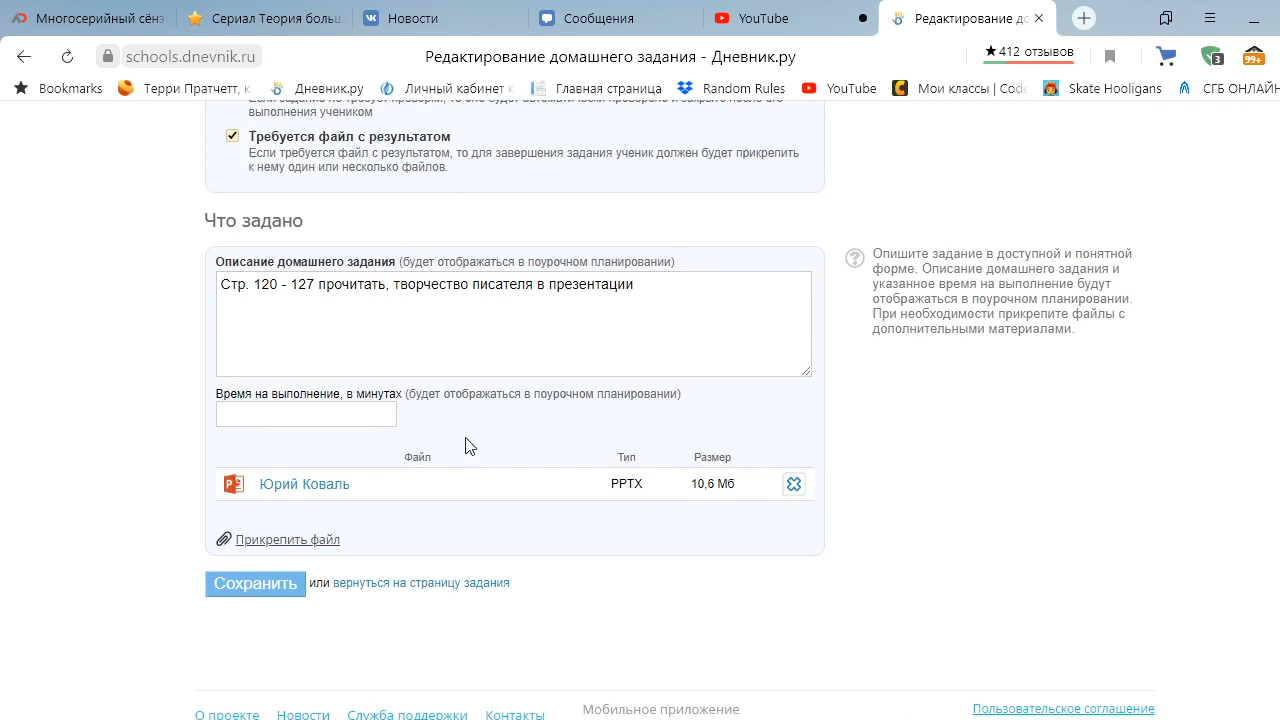 Многосерийный сёнэ
Сериал Теория больш
Новости
Сообщения
YouTube
Редактирование до
schools.dnevnik.ru
Редактирование домашнего задания - Дневник.ру
★412 отзывов
3
99+
Bookmarks
Терри Пратчетт, к
Дневник.ру
Личный кабинет
Главная страница
Random Rules
YouTube
Мои классы | Code
Skate Hooligans
СГБ ОНЛАЙН
выполнения учеником
Требуется файл с результатом
Если требуется файл с результатом, то для завершения задания ученик должен будет прикрепить
к нему один или несколько файлов.
Что задано
Описание домашнего задания (будет отображаться в поурочном планировании)
Стр. 120 - 127 прочитать, творчество писателя в презентации
Опишите задание в доступной и понятной
форме. Описание домашнего задания и
указанное время на выполнение будут
отображаться в поурочном планировании.
При необходимости прикрепите файлы с
дополнительными материалами.
Время на выполнение, в минутах (будет отображаться в поурочном планировании)
Файл Тип Размер
Юрий Коваль PPTX 10,6 Мб
Прикрепить файл
Сохранить или вернуться на страницу задания
О проекте Новости Служба поддержки Контакты
Мобильное приложение
Пользовательское соглашение